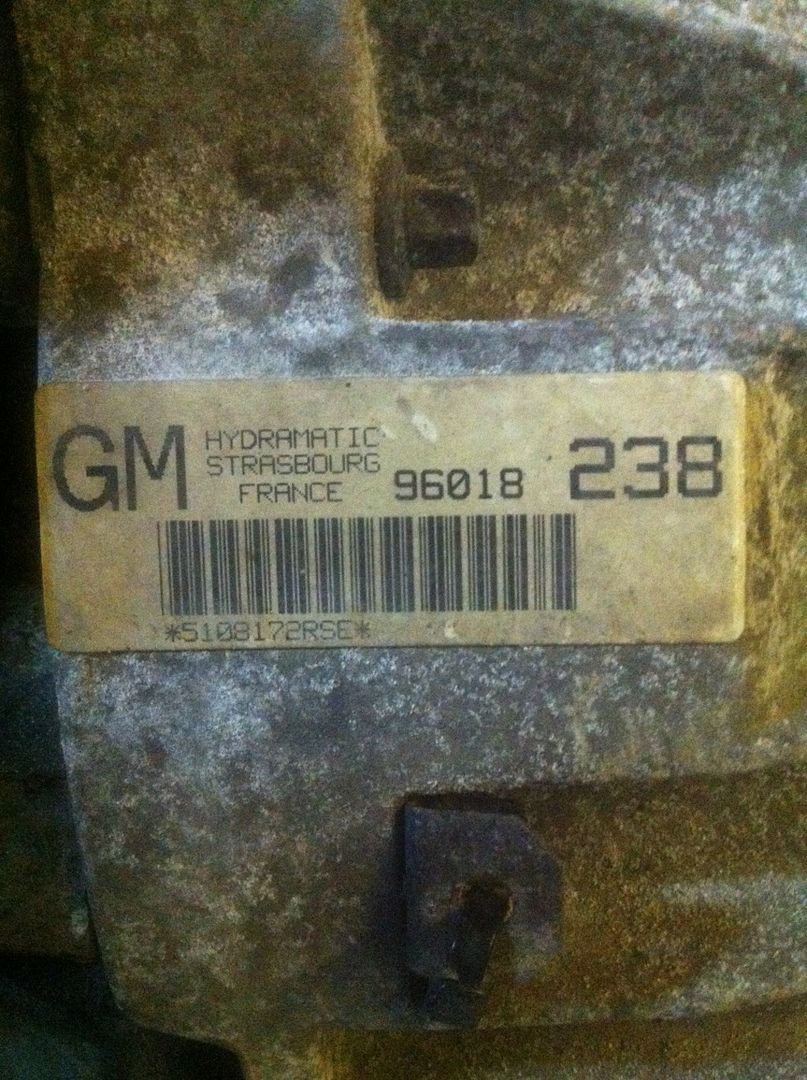 GM
HYDRAMATIC
STRASBOURG
FRANCE
96018
238
*5108172RSE*